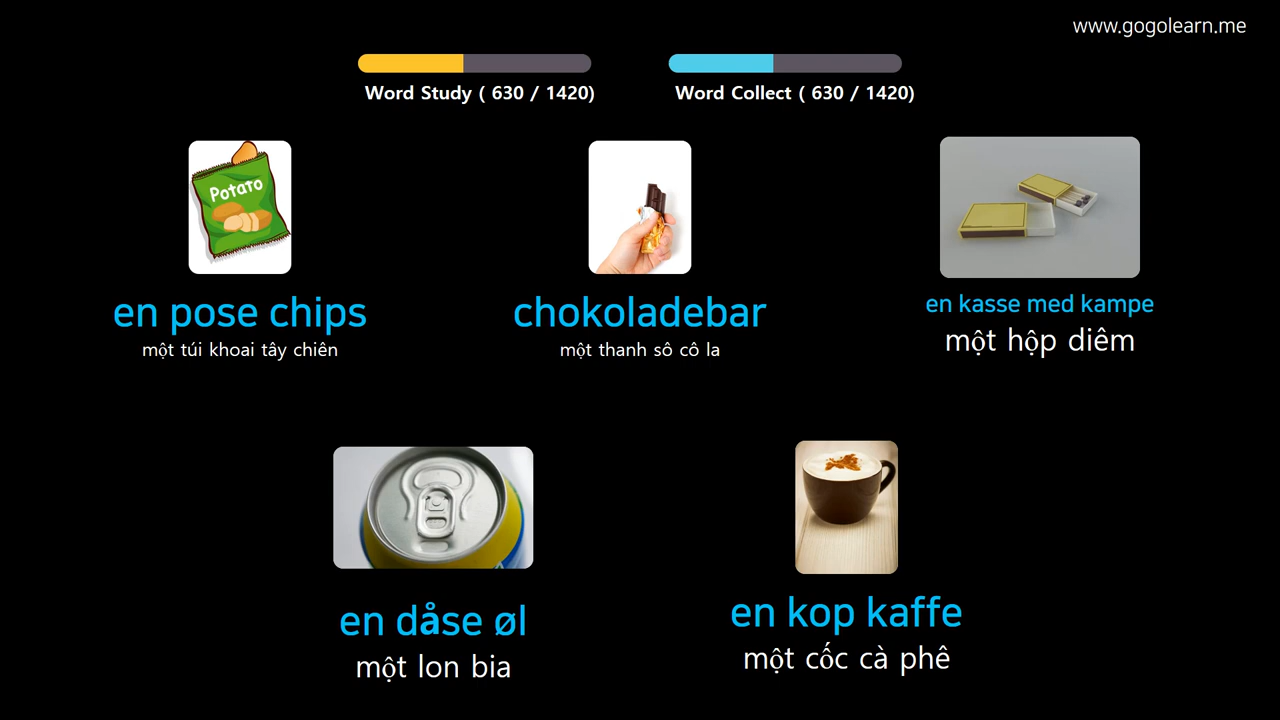 www.gogolearn.me
Word Study ( 630 / 1420)
Word Collect ( 630 / 1420)
Potato
en pose chips
một túi khoai tây chiên
chokoladebar
một thanh sô cô la
en kasse med kampe
một hộp diêm
en dåse øl
một lon bia
en kop kaffe
một cốc cà phê